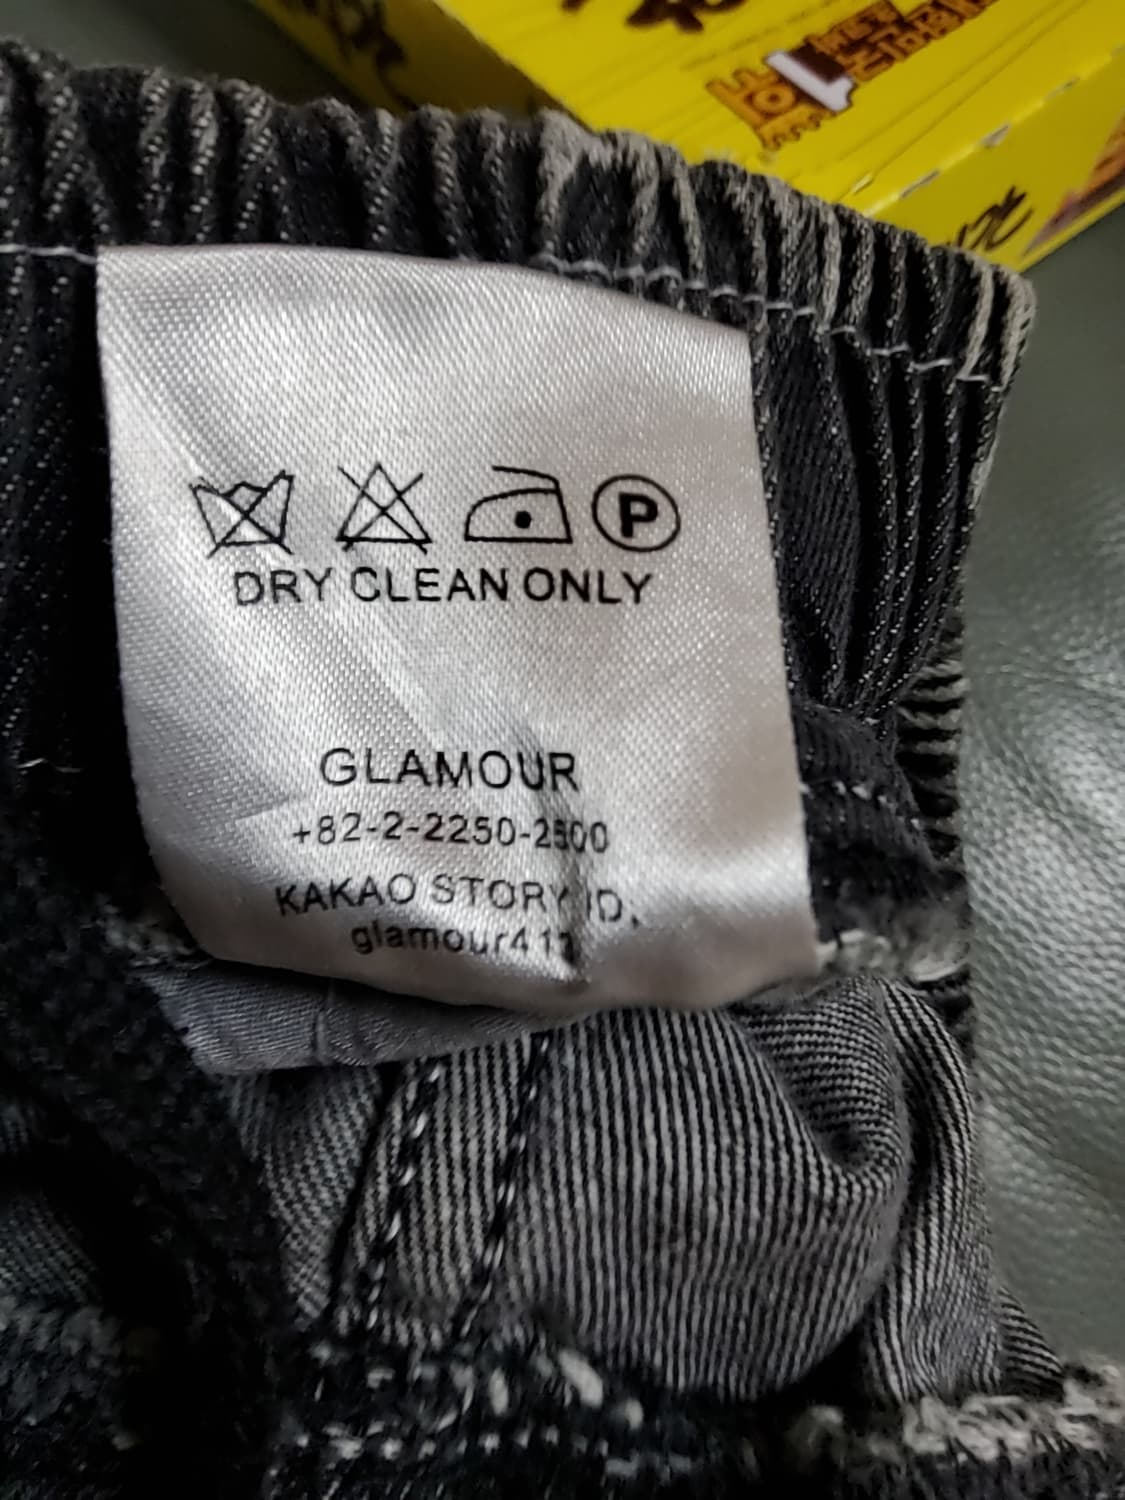 P
DRY CLEAN ONLY
GLAMOUR
+82-2-2250-2500
KAKAO STORY ID.